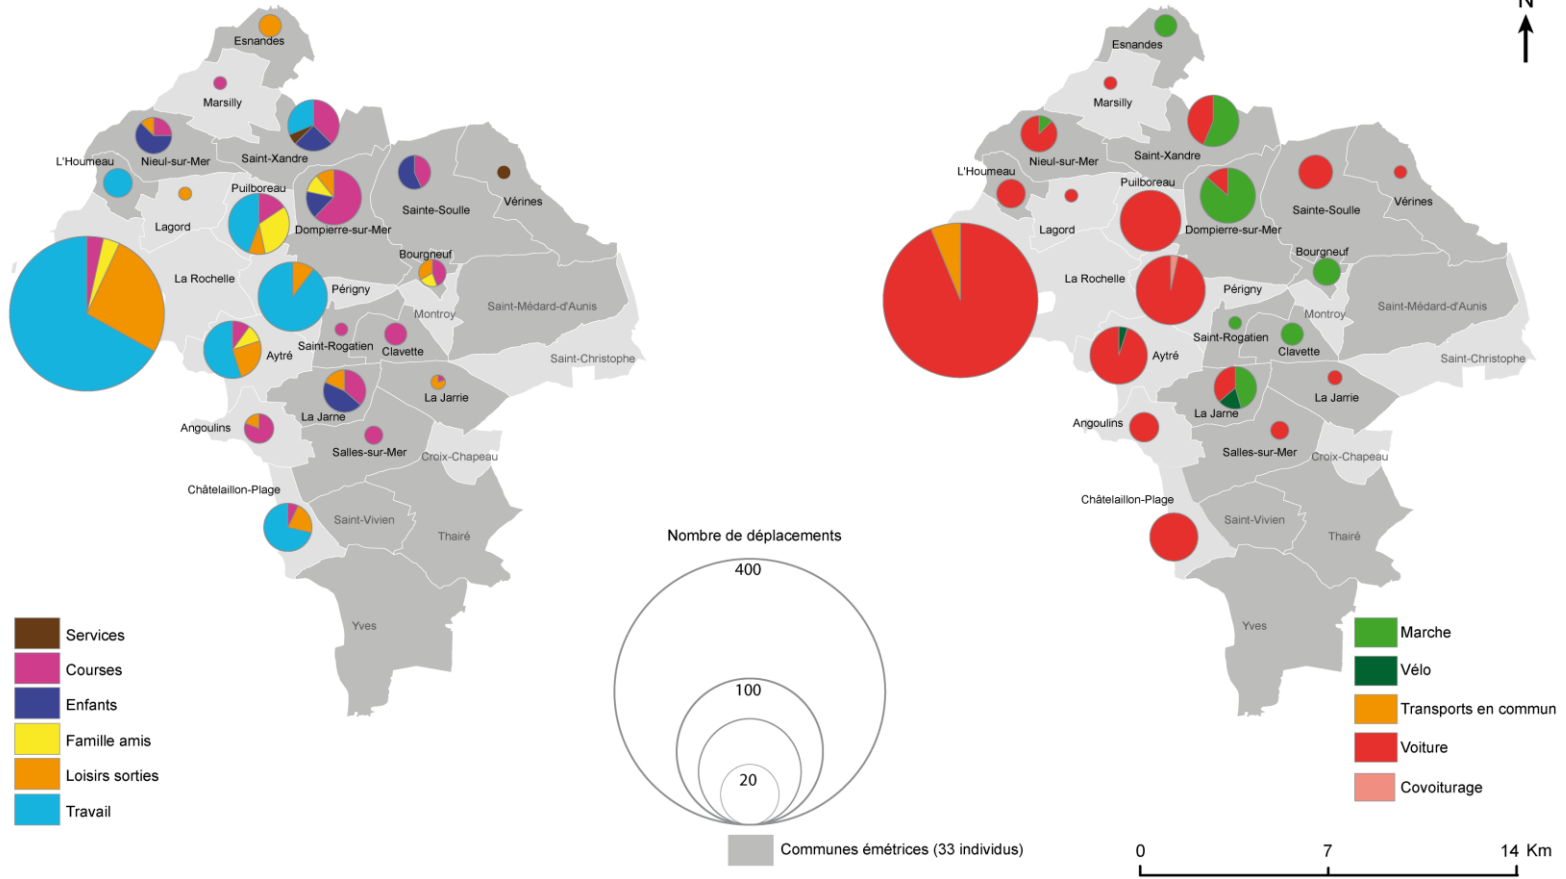 N
Esnandes
Marsilly
Nieul-sur-Mer
Saint-Xandre
L'Houmeau
Puilboreau
Lagord
Dompierre-sur-Mer
Sainte-Soulle
Vérines
La Rochelle
Périgny
Bourgneuf
Montroy
Saint-Médard-d'Aunis
Saint-Rogatien
Clavette
Aytré
Saint-Christophe
La Jarne
La Jarrie
Angoulins
Salles-sur-Mer
Croix-Chapeau
Châtelaillon-Plage
Saint-Vivien
Thairé
Yves
Esnandes
Marsilly
Nieul-sur-Mer
Saint-Xandre
L'Houmeau
Puilboreau
Lagord
Dompierre-sur-Mer
Sainte-Soulle
Vérines
La Rochelle
Périgny
Bourgneuf
Montroy
Saint-Médard-d'Aunis
Saint-Rogatien
Clavette
Aytré
Saint-Christophe
La Jarne
La Jarrie
Angoulins
Salles-sur-Mer
Croix-Chapeau
Châtelaillon-Plage
Saint-Vivien
Thairé
Yves
Services
Courses
Enfants
Famille amis
Loisirs sorties
Travail
Nombre de déplacements
400
100
20
Communes émétrices (33 individus)
Marche
Vélo
Transports en commun
Voiture
Covoiturage
0 7 14 Km